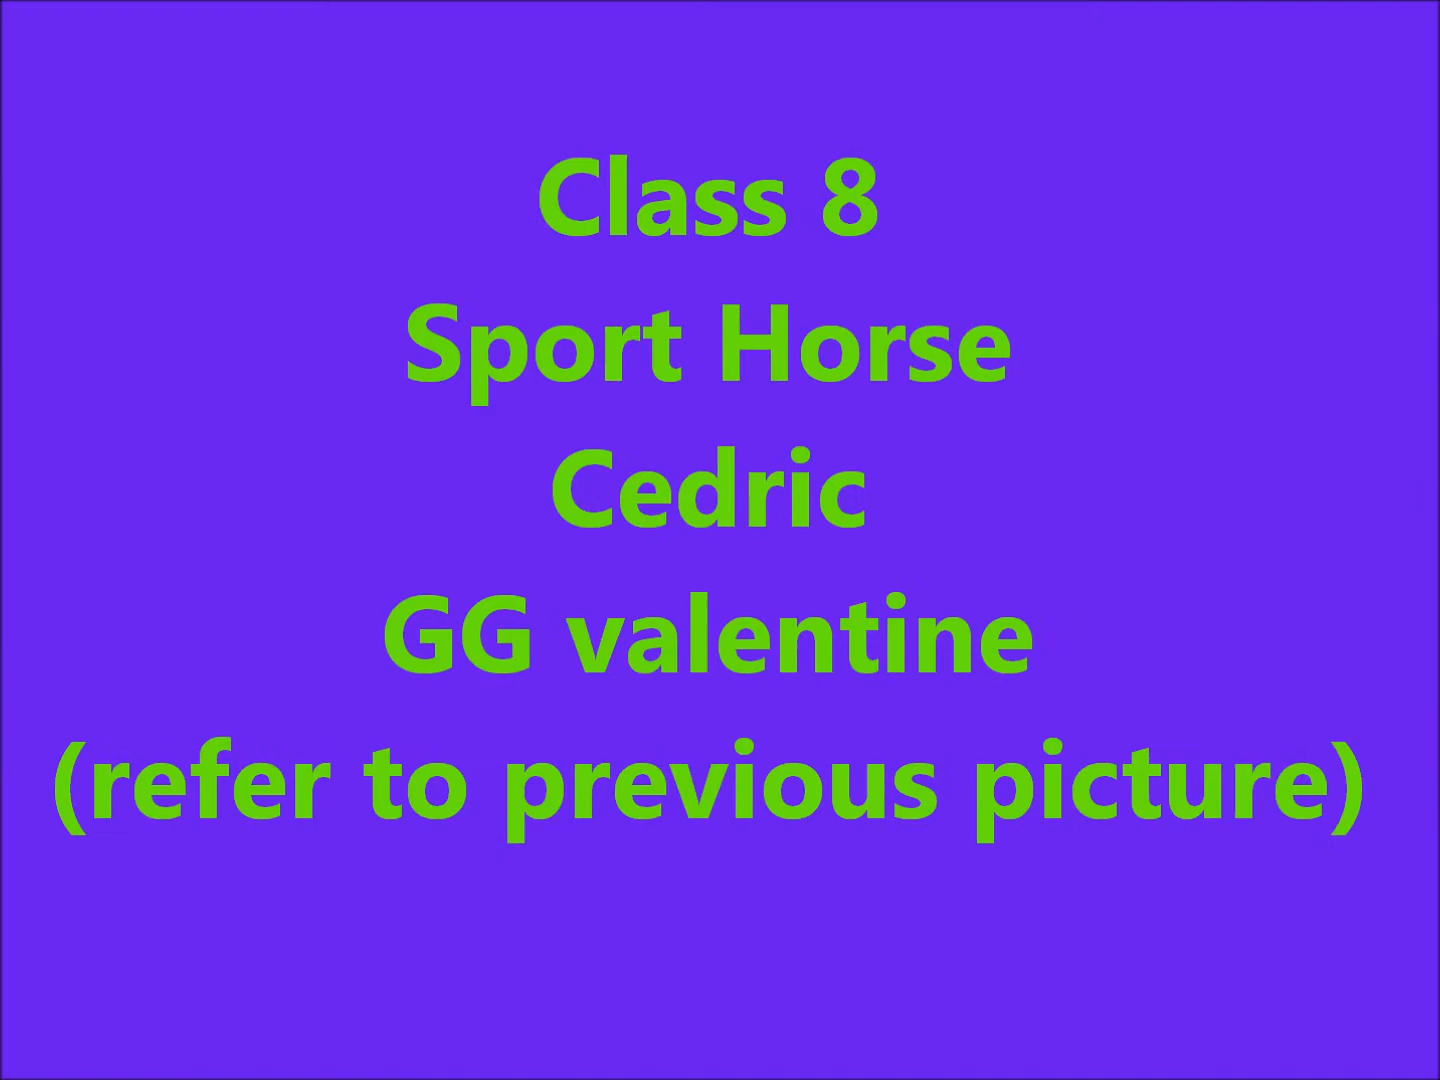 Class 8
Sport Horse
Cedric
GG valentine
(refer to previous picture)